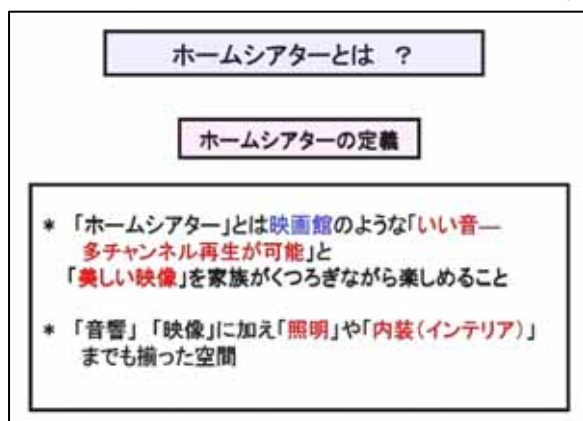 ホームシアターとは ？
ホームシアターの定義
* 「ホームシアター」とは映画館のような「いい音―
多チャンネル再生が可能」と
「美しい映像」を家族がくつろぎながら楽しめること
* 「音響」 「映像」に加え「照明」や「内装(インテリア)」
までも揃った空間